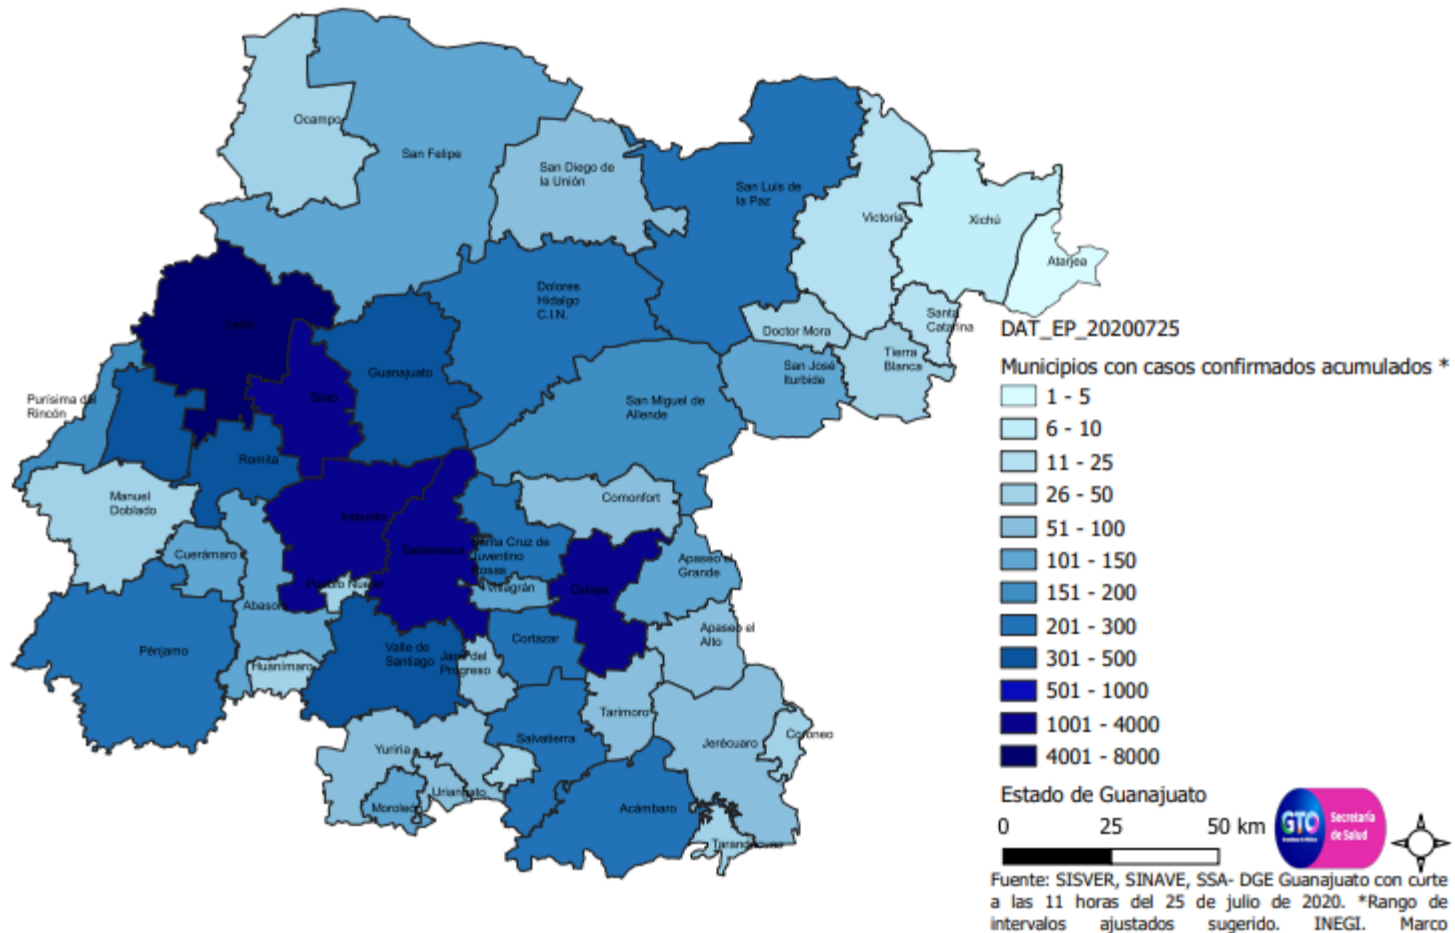 Ocampo
San Felipe
San Diego de
la Unión
San Luis de
la Paz
Victoria
Xichú
Atarjea
Dolores
Hidalgo
C.I.N.
León
Silao
Guanajuato
Doctor Mora
Santa
Catarina
Tierra
Blanca
San José
Iturbide
San Miguel de
Allende
Purísima del
Rincón
Romita
Manuel
Doblado
Cuerámaro
Irapuato
Salamanca
Comonfort
Santa Cruz de
Juventino
Rosas
Villagrán
Celaya
Apaseo el
Grande
Pueblo Nuevo
Abasolo
Pénjamo
Huanímaro
Valle de
Santiago
Jaral del
Progreso
Cortazar
Apaseo el
Alto
Tarimoro
Jerécuaro
Coroneo
Yuriria
Salvatierra
Uriangato
Moroleón
Acámbaro
Tarandacuao
DAT_EP_20200725
Municipios con casos confirmados acumulados *
1 - 5
6 - 10
11 - 25
26 - 50
51 - 100
101 - 150
151 - 200
201 - 300
301 - 500
501 - 1000
1001 - 4000
4001 - 8000
Estado de Guanajuato
0 25 50 km
GTO
Secretaría
de Salud
Fuente: SISVER, SINAVE, SSA- DGE Guanajuato con curte
a las 11 horas del 25 de julio de 2020. *Rango de
intervalos ajustados sugerido. INEGI. Marco